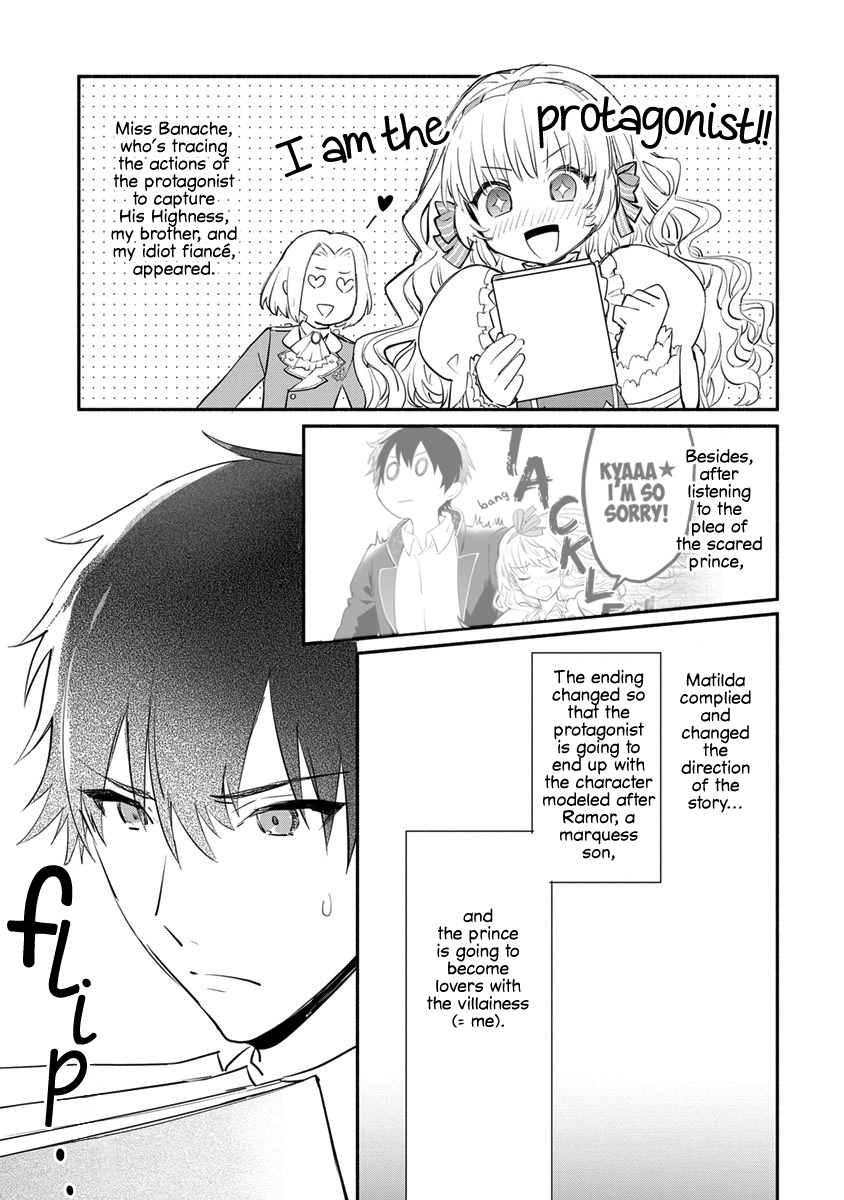 I am the protagonist!!
Miss Banache,
who's tracing
the actions of
the protagonist
to capture
His Highness,
my brother, and
my idiot fiancé,
appeared.
Besides,
after
listening
to the
plea of
the scared
prince,
KYAAA★
I'M SO
SORRY!
TACKLE
bang
Matilda
complied
and
changed
the
direction
of the
story...
The ending
changed so
that the
protagonist
is going to
end up with
the character
modeled after
Ramor, a
marquess
son,
and
the prince
is going to
become
lovers with
the villainess
(= me).
flip...